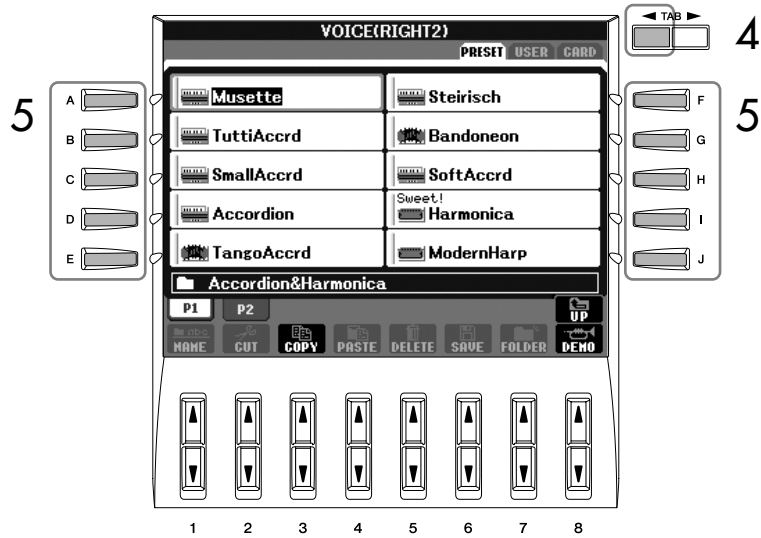 VOICE(RIGHT2)
PRESET USER CARD
TAB
4
5
5
A
B
C
D
E
F
G
H
I
J
Musette
Steirisch
TuttiAccrd
Bandoneon
SmallAccrd
SoftAccrd
Accordion
Sweet!
Harmonica
TangoAccrd
ModernHarp
Accordion&Harmonica
P1 P2
UP
abc
NAME CUT COPY PASTE DELETE SAVE FOLDER DEMO
1 2 3 4 5 6 7 8